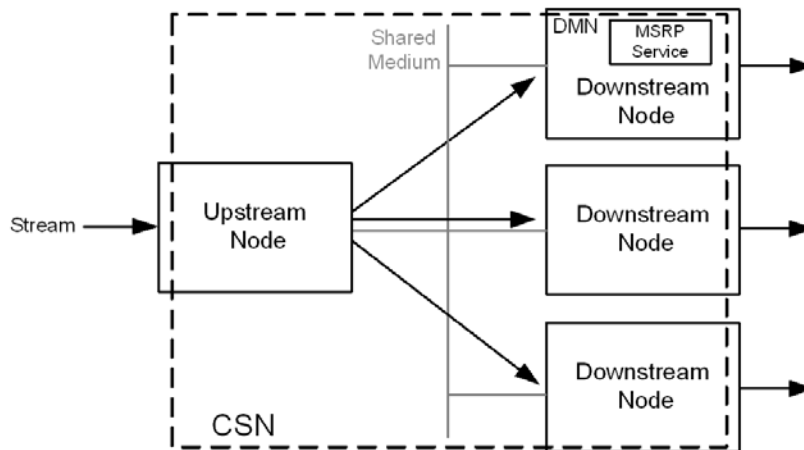 Shared
Medium
DMN
MSRP
Service
Downstream
Node
Stream
Upstream
Node
Downstream
Node
Downstream
Node
CSN